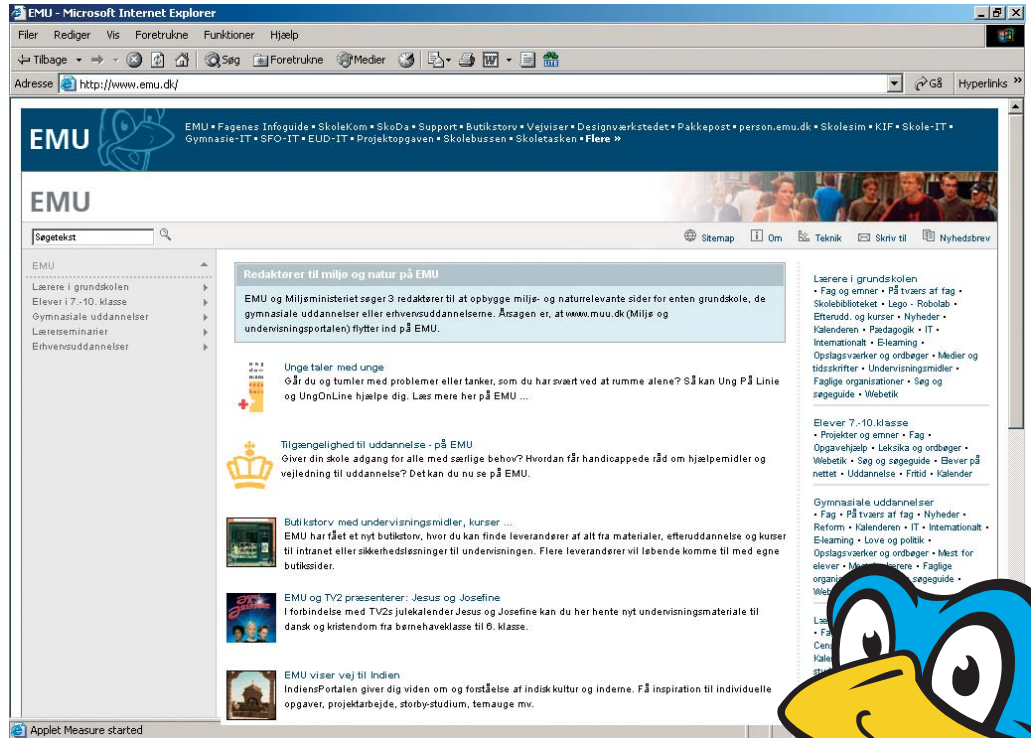 EMU - Microsoft Internet Explorer
Filer Rediger Vis Foretrukne Funktioner Hjælp
Tilbage Søg Foretrukne Medier
Adresse http://www.emu.dk/ Gå Hyperlinks »
EMU
EMU ▪ Fagenes Infoguide ▪ SkoleKom ▪ SkoDa ▪ Support ▪ Butikstorv ▪ Vejviser ▪ Designværkstedet ▪ Pakkepost ▪ person.emu.dk ▪ Skolesim ▪ KIF ▪ Skole-IT ▪
Gymnasie-IT ▪ SFO-IT ▪ EUD-IT ▪ Projektopgaven ▪ Skolebussen ▪ Skoletasken ▪ Flere »
EMU
Søgetekst
Sitemap Om Teknik Skriv til Nyhedsbrev
EMU
Lærere i grundskolen
Elever i 7.-10. klasse
Gymnasiale uddannelser
Lærerseminarier
Erhvervsuddannelser
Redaktører til miljø og natur på EMU
EMU og Miljøministeriet søger 3 redaktører til at opbygge miljø- og naturrelevante sider for enten grundskole, de
gymnasiale uddannelser eller erhvervsuddannelserne. Årsagen er, at www.muu.dk (Miljø og
undervisningsportalen) flytter ind på EMU.
Unge taler med unge
Går du og tumler med problemer eller tanker, som du har svært ved at rumme alene? Så kan Ung På Linie
og UngOnLine hjælpe dig. Læs mere her på EMU ...
Tilgængelighed til uddannelse - på EMU
Giver din skole adgang for alle med særlige behov? Hvordan får handicappede råd om hjælpemidler og
vejledning til uddannelse? Det kan du nu se på EMU.
Butikstorv med undervisningsmidler, kurser ...
EMU har fået et nyt butikstorv, hvor du kan finde leverandører af alt fra materialer, efteruddannelse og kurser
til intranet eller sikkerhedsløsninger til undervisningen. Flere leverandører vil løbende komme til med egne
butikssider.
EMU og TV2 præsenterer: Jesus og Josefine
I forbindelse med TV2s julekalender Jesus og Josefine kan du her hente nyt undervisningsmateriale til
dansk og kristendom fra børnehaveklasse til 6. klasse.
EMU viser vej til Indien
IndiensPortalen giver dig viden om og forståelse af indisk kultur og inderne. Få inspiration til individuelle
opgaver, projektarbejde, storby-studium, temauge mv.
Lærere i grundskolen
• Fag og emner • På tværs af fag •
Skolebiblioteket • Lego - Robolab •
Efterudd. og kurser • Nyheder •
Kalenderen • Pædagogik • IT •
Internationalt • E-learning •
Opslagsværker og ordbøger • Medier og
tidsskrifter • Undervisningsmidler •
Faglige organisationer • Søg og
søgeguide • Webetik
Elever 7.-10.klasse
• Projekter og emner • Fag •
Opgavehjælp • Leksika og ordbøger •
Webetik • Søg og søgeguide • Elever på
nettet • Uddannelse • Fritid • Kalender
Gymnasiale uddannelser
• Fag • På tværs af fag • Nyheder •
Reform • Kalenderen • IT • Internationalt •
E-learning • Love og politik •
Opslagsværker og ordbøger • Mest for
elever • • Faglige
søgeguide •
Applet Measure started